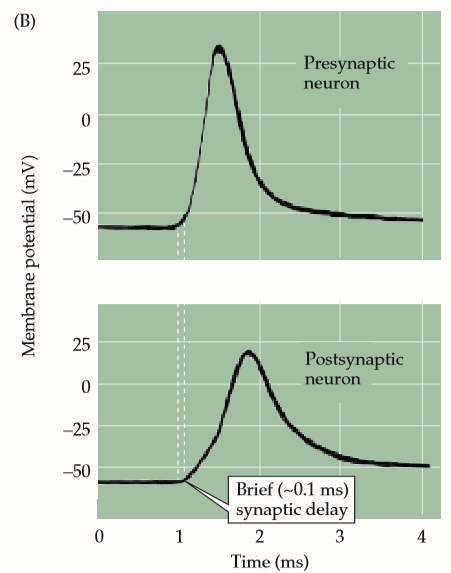 (B)
Membrane potential (mV)
25
0
−25
−50
Presynaptic
neuron
25
0
−25
−50
Postsynaptic
neuron
Brief (~0.1 ms)
synaptic delay
0 1 2 3 4
Time (ms)